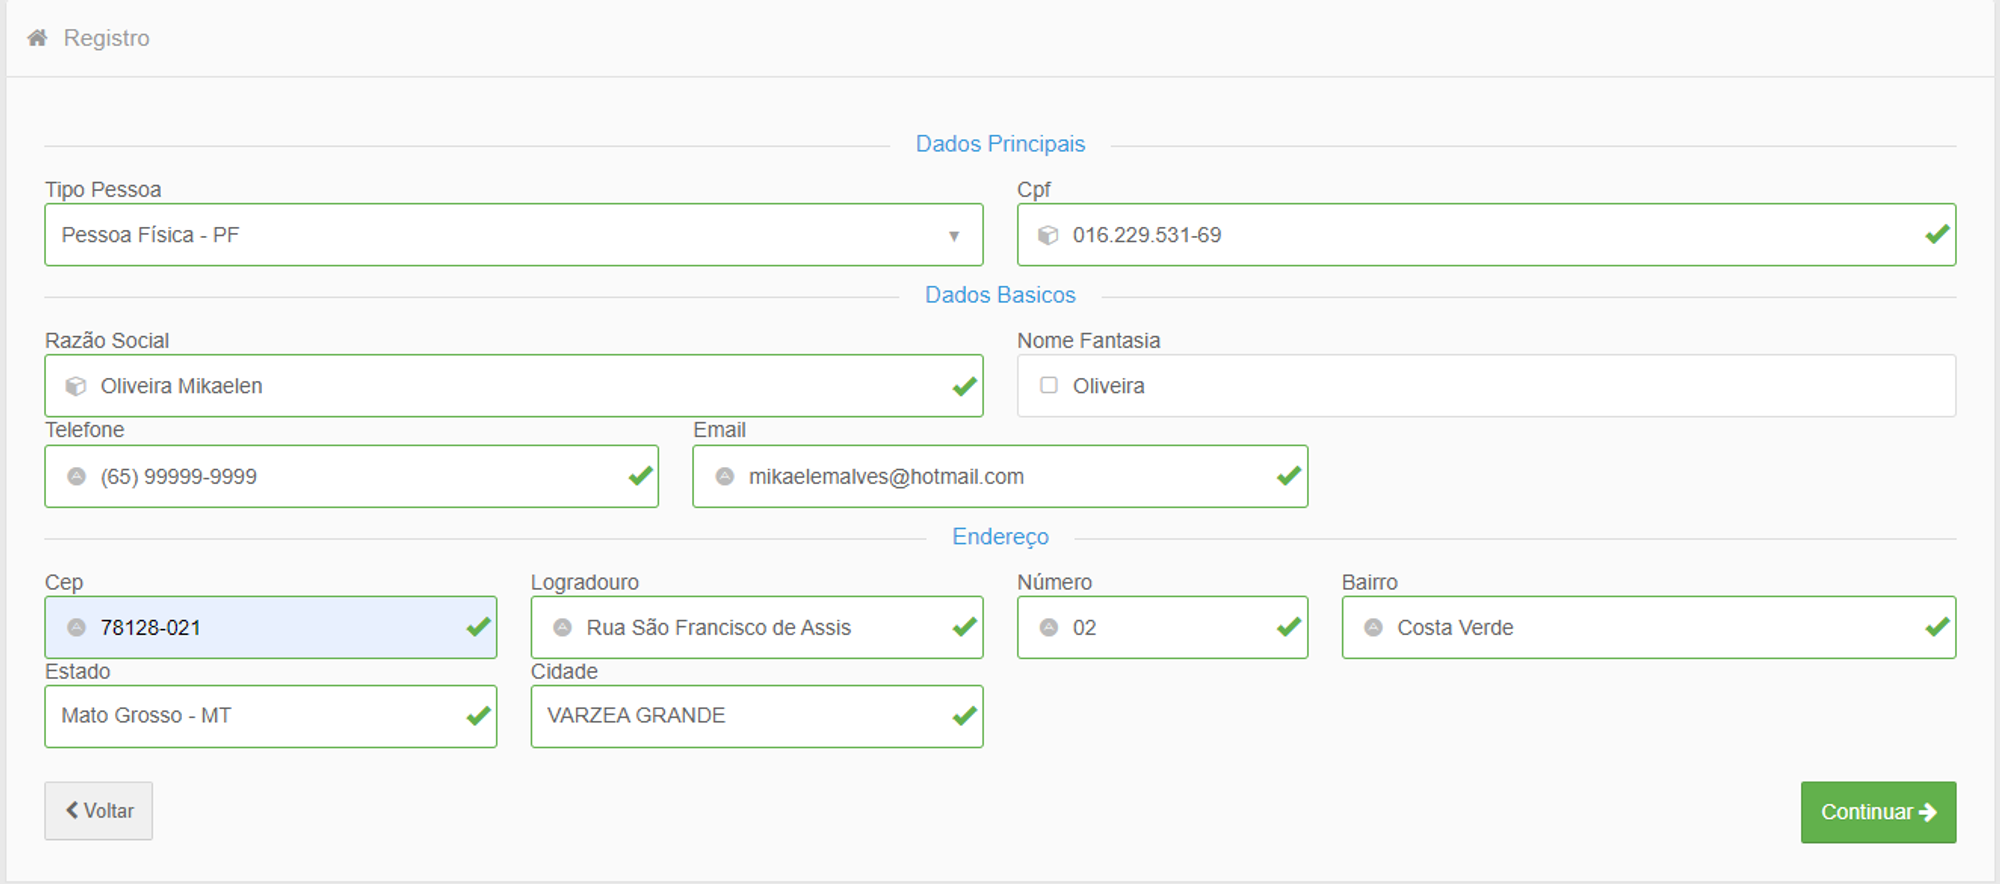 Registro
Dados Principais
Tipo Pessoa Cpf
Pessoa Física - PF 016.229.531-69
Dados Basicos
Razão Social Nome Fantasia
Oliveira Mikaelen Oliveira
Telefone Email
(65) 99999-9999 mikaelemalves@hotmail.com
Endereço
Cep Logradouro Número Bairro
78128-021 Rua São Francisco de Assis 02 Costa Verde
Estado Cidade
Mato Grosso - MT VARZEA GRANDE
Voltar Continuar